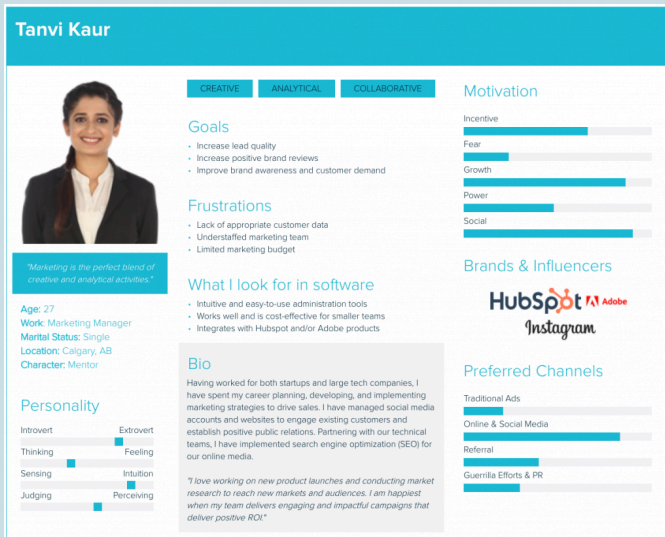 Tanvi Kaur
"Marketing is the perfect blend of
creative and analytical activities."
Age: 27
Work: Marketing Manager
Marital Status: Single
Location: Calgary, AB
Character: Mentor
Personality
Introvert Extrovert
Thinking Feeling
Sensing Intuition
Judging Perceiving
CREATIVE ANALYTICAL COLLABORATIVE
Goals
• Increase lead quality
• Increase positive brand reviews
• Improve brand awareness and customer demand
Frustrations
• Lack of appropriate customer data
• Understaffed marketing team
• Limited marketing budget
What I look for in software
• Intuitive and easy-to-use administration tools
• Works well and is cost-effective for smaller teams
• Integrates with Hubspot and/or Adobe products
Bio
Having worked for both startups and large tech companies, I
have spent my career planning, developing, and implementing
marketing strategies to drive sales. I have managed social media
accounts and websites to engage existing customers and
establish positive public relations. Partnering with our technical
teams, I have implemented search engine optimization (SEO) for
our online media.
"I love working on new product launches and conducting market
research to reach new markets and audiences. I am happiest
when my team delivers engaging and impactful campaigns that
deliver positive ROI."
Motivation
Incentive
Fear
Growth
Power
Social
Brands & Influencers
HubSpot Adobe
Instagram
Preferred Channels
Traditional Ads
Online & Social Media
Referral
Guerrilla Efforts & PR